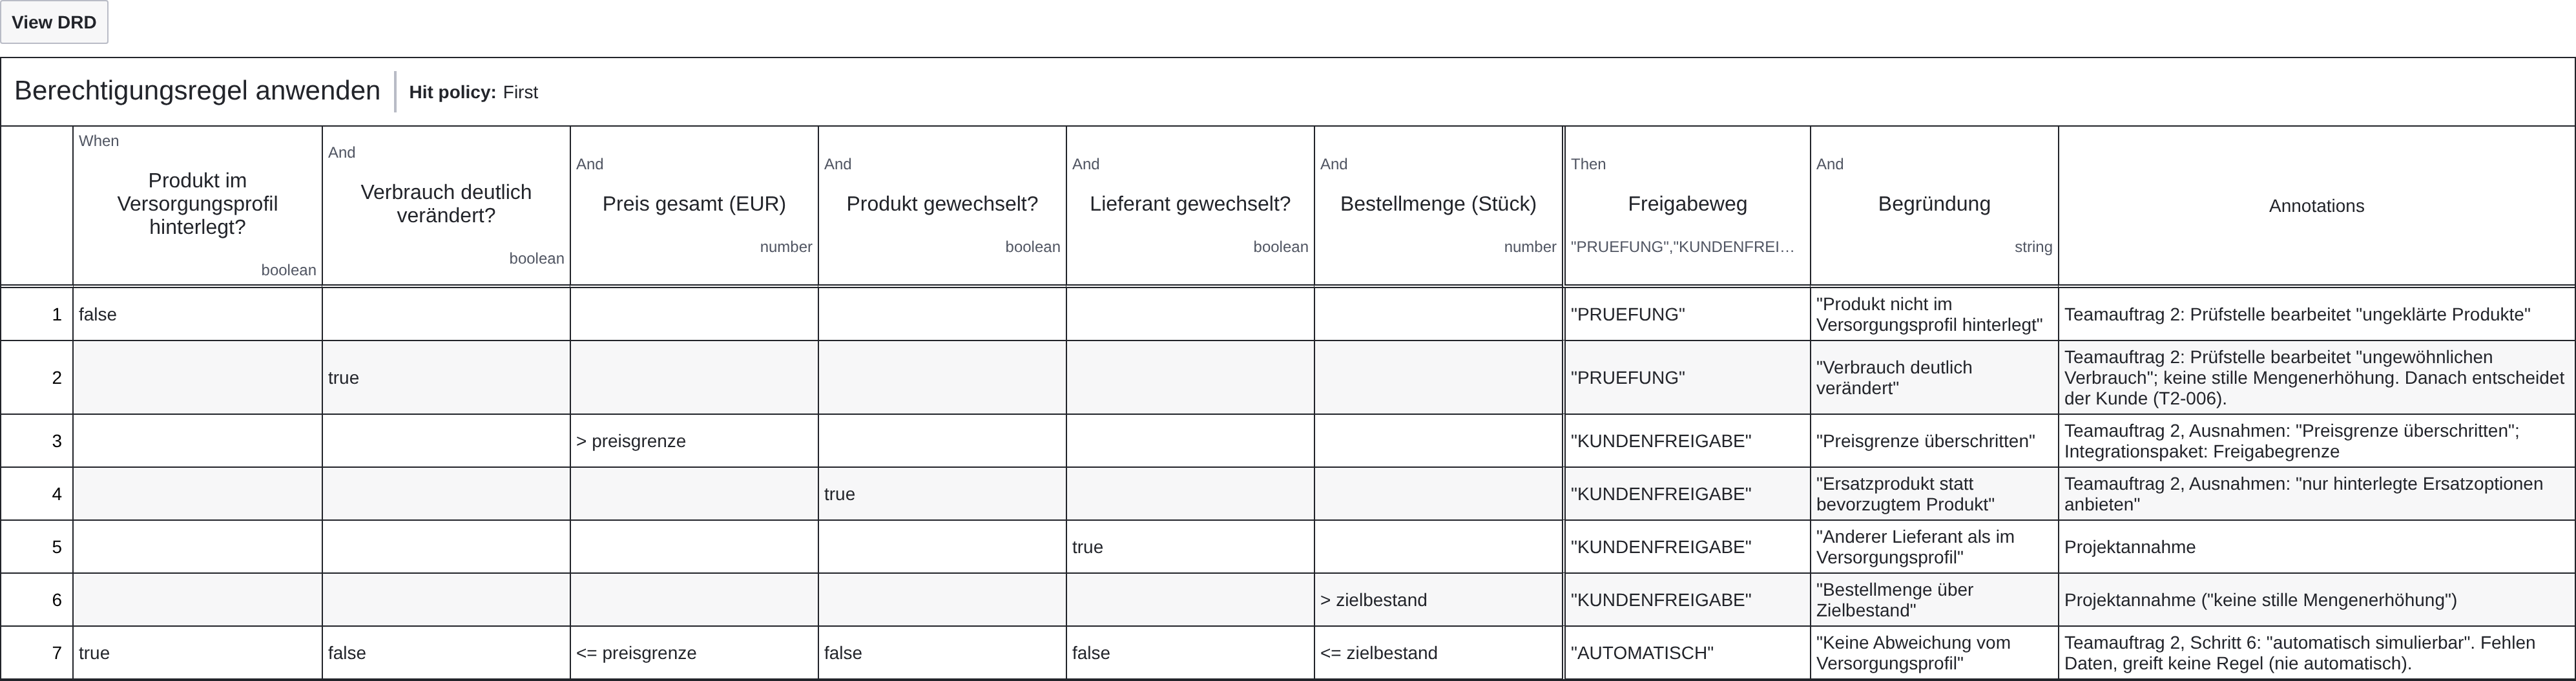 View DRD
Berechtigungsregel anwenden
Hit policy: First
When
Produkt im
Versorgungsprofil
hinterlegt?
boolean
And
Verbrauch deutlich
verändert?
boolean
And
Preis gesamt (EUR)
number
And
Produkt gewechselt?
boolean
And
Lieferant gewechselt?
boolean
And
Bestellmenge (Stück)
number
Then
Freigabeweg
"PRUEFUNG","KUNDENFREI…
And
Begründung
string
Annotations
1
false
"PRUEFUNG"
"Produkt nicht im
Versorgungsprofil hinterlegt"
Teamauftrag 2: Prüfstelle bearbeitet "ungeklärte Produkte"
2
true
"PRUEFUNG"
"Verbrauch deutlich
verändert"
Teamauftrag 2: Prüfstelle bearbeitet "ungewöhnlichen
Verbrauch"; keine stille Mengenerhöhung. Danach entscheidet
der Kunde (T2-006).
3
> preisgrenze
"KUNDENFREIGABE"
"Preisgrenze überschritten"
Teamauftrag 2, Ausnahmen: "Preisgrenze überschritten";
Integrationspaket: Freigabegrenze
4
true
"KUNDENFREIGABE"
"Ersatzprodukt statt
bevorzugtem Produkt"
Teamauftrag 2, Ausnahmen: "nur hinterlegte Ersatzoptionen
anbieten"
5
true
"KUNDENFREIGABE"
"Anderer Lieferant als im
Versorgungsprofil"
Projektannahme
6
> zielbestand
"KUNDENFREIGABE"
"Bestellmenge über
Zielbestand"
Projektannahme ("keine stille Mengenerhöhung")
7
true
false
<= preisgrenze
false
false
<= zielbestand
"AUTOMATISCH"
"Keine Abweichung vom
Versorgungsprofil"
Teamauftrag 2, Schritt 6: "automatisch simulierbar". Fehlen
Daten, greift keine Regel (nie automatisch).